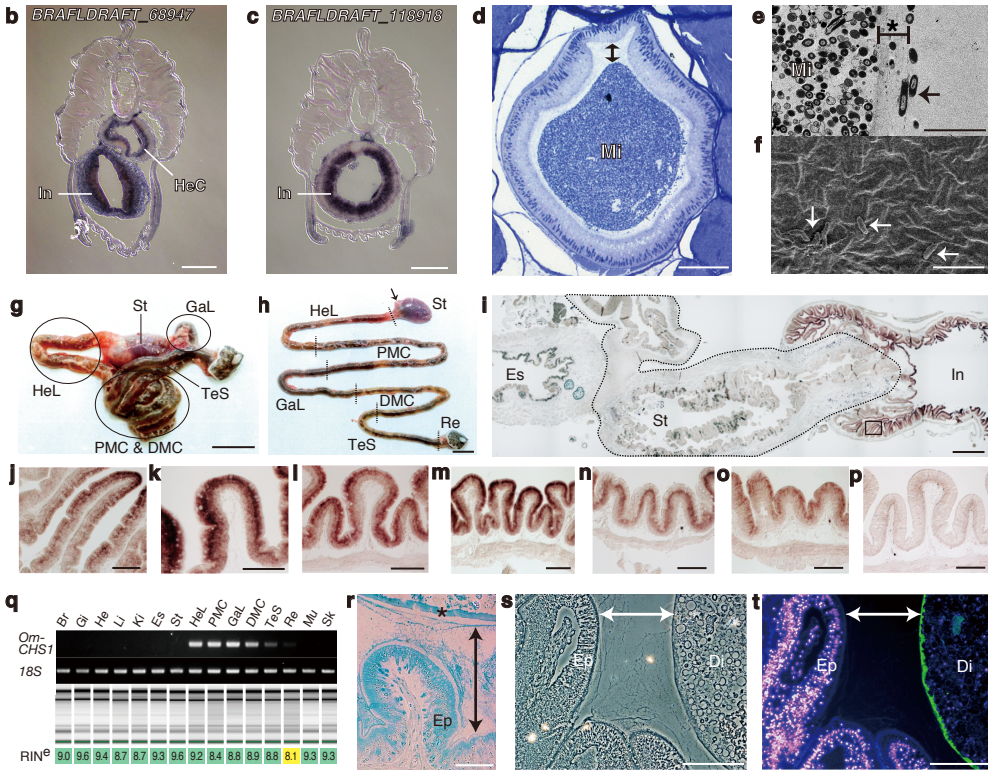 b BRAFLDRAFT_68947
In
HeC
c BRAFLDRAFT_118918
In
d
Mi
e
*
Mi
f
g
St
GaL
HeL
TeS
PMC & DMC
h
HeL
St
PMC
GaL
DMC
TeS
Re
i
Es
St
In
j k l m n o p
q
Br Gi He Li Ki Es St HeL PMC GaL DMC TeS Re Mu Sk
Om-
CHS1
18S
RINe 9.0 9.6 9.4 8.7 8.7 9.3 9.6 9.2 8.4 8.8 8.9 8.8 8.1 9.3 9.3
r
*
Ep
s
Ep
Di
t
Ep
Di